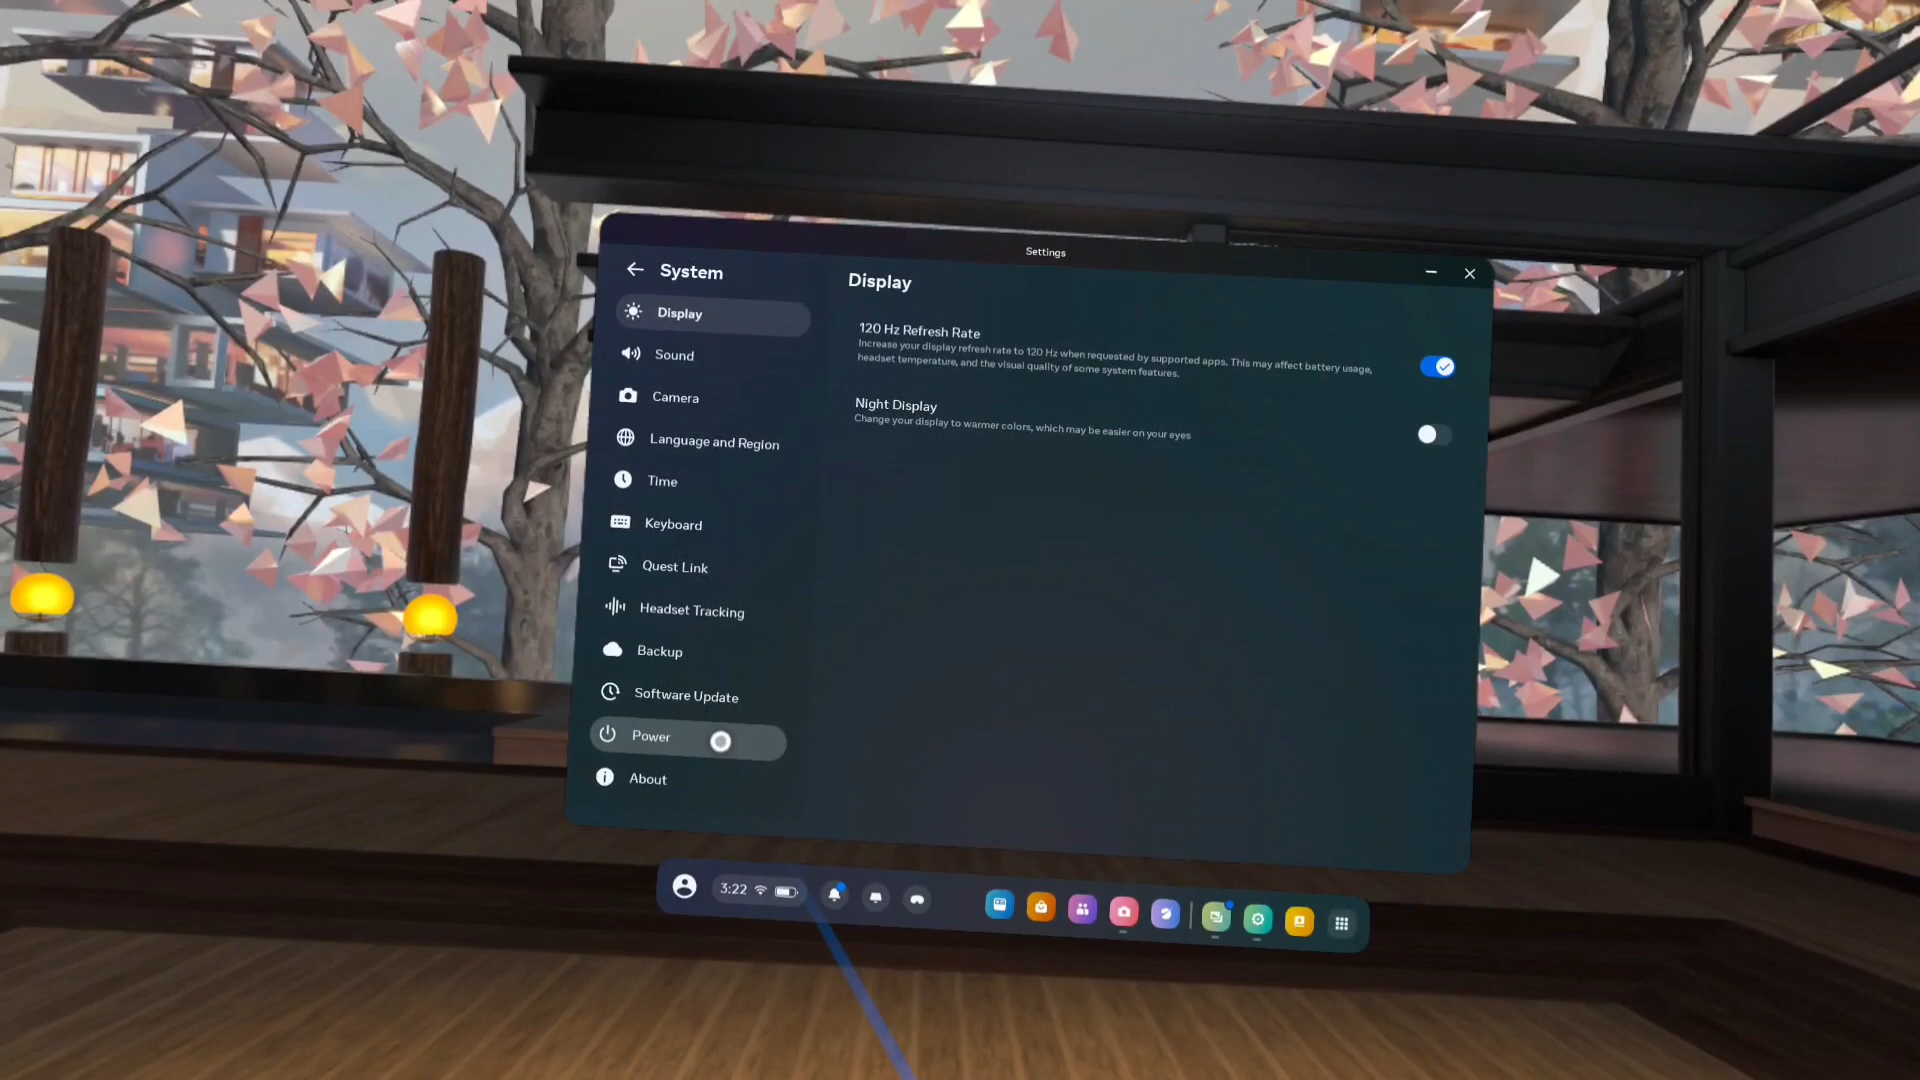 Settings
System
Display
Sound
Camera
Language and Region
Time
Keyboard
Quest Link
Headset Tracking
Backup
Software Update
Power
About
Display
120 Hz Refresh Rate
Increase your display refresh rate to 120 Hz when requested by supported apps. This may affect battery usage,
headset temperature, and the visual quality of some system features.
Night Display
Change your display to warmer colors, which may be easier on your eyes
3:22